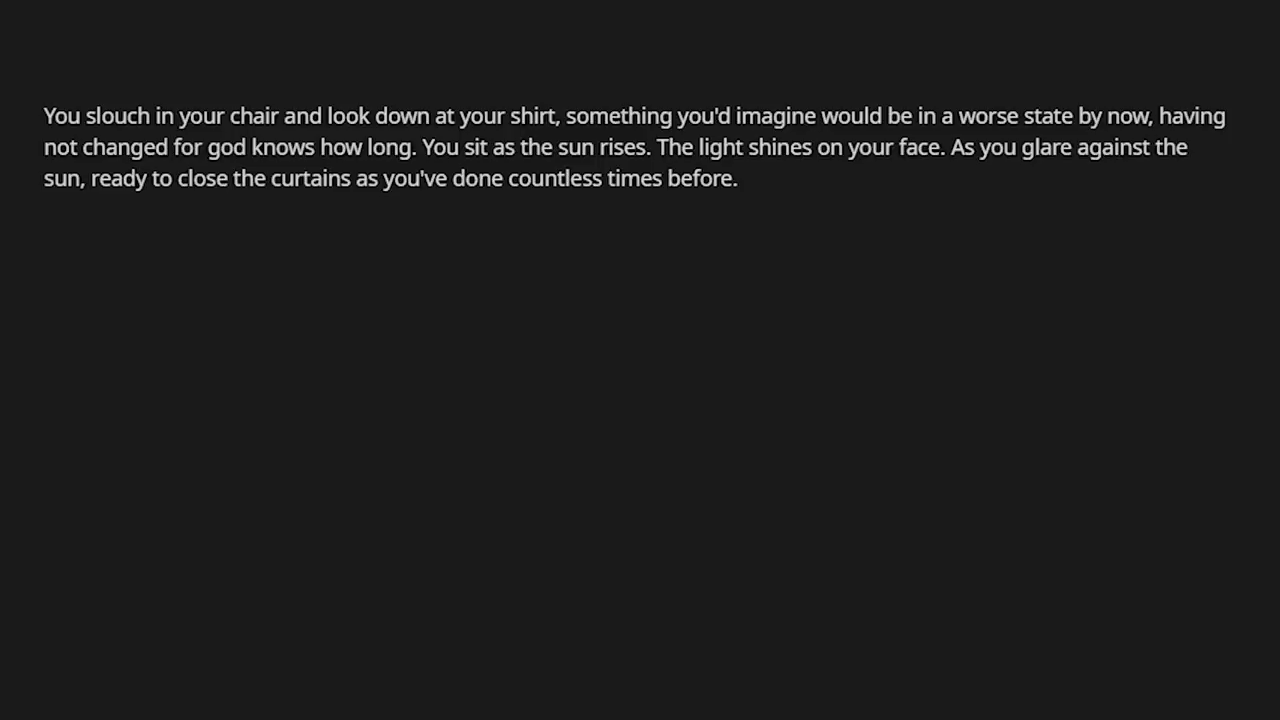 You slouch in your chair and look down at your shirt, something you'd imagine would be in a worse state by now, having
not changed for god knows how long. You sit as the sun rises. The light shines on your face. As you glare against the
sun, ready to close the curtains as you've done countless times before.